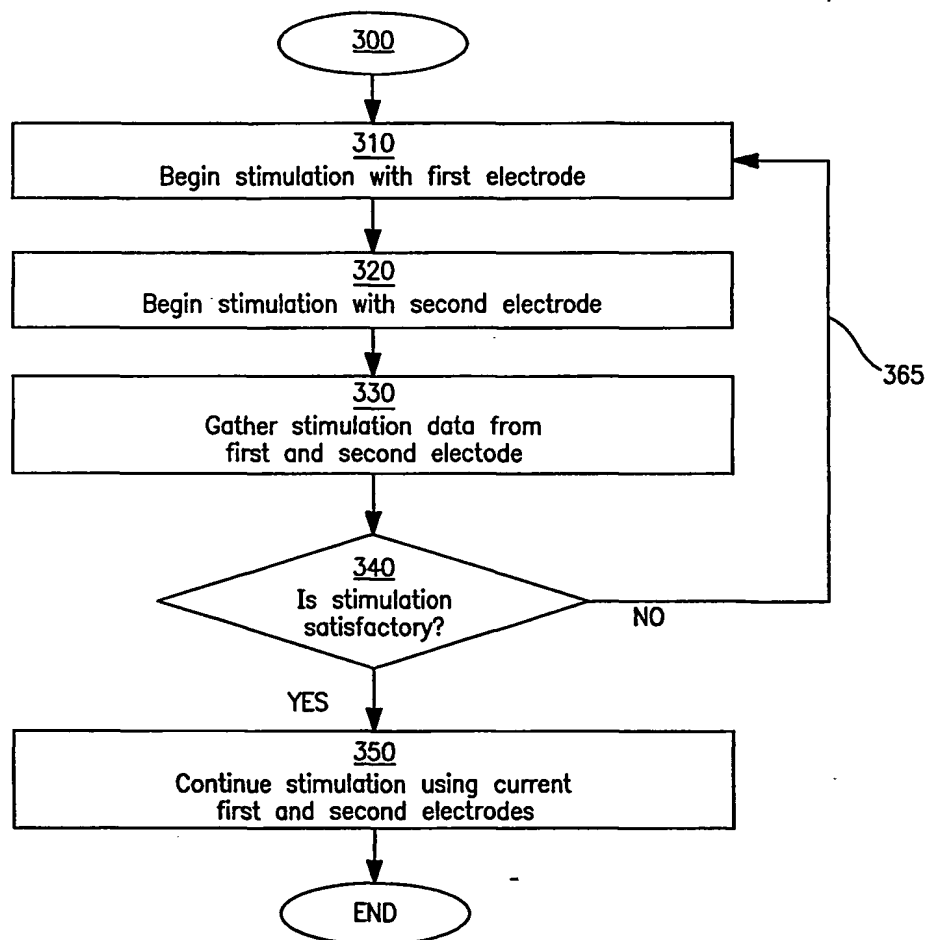 300
310
Begin stimulation with first electrode
320
Begin stimulation with second electrode
330
Gather stimulation data from
first and second electode
365
340
Is stimulation
satisfactory?
NO
YES
350
Continue stimulation using current
first and second electrodes
END